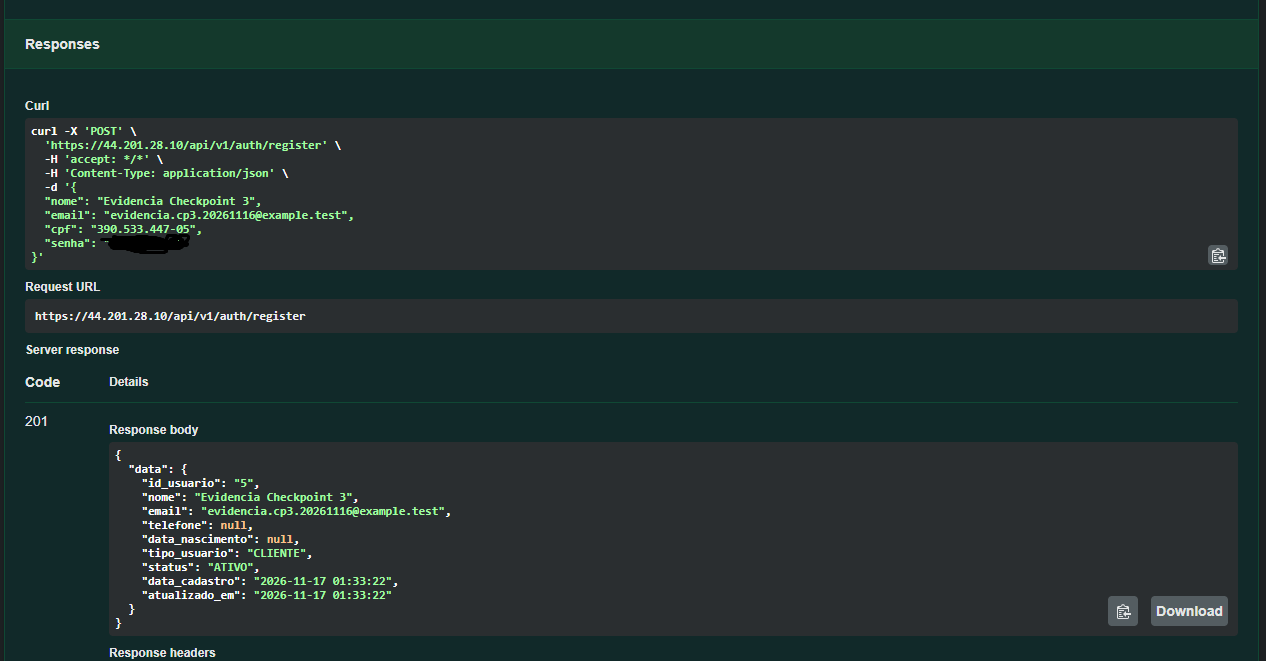 Responses
Curl
curl -X 'POST' \
  'https://44.201.28.10/api/v1/auth/register' \
  -H 'accept: */*' \
  -H 'Content-Type: application/json' \
  -d '{
  "nome": "Evidencia Checkpoint 3",
  "email": "evidencia.cp3.20261116@example.test",
  "cpf": "390.533.447-05",
  "senha": "
}'
Request URL
https://44.201.28.10/api/v1/auth/register
Server response
Code Details
201
Response body
{
  "data": {
    "id_usuario": "5",
    "nome": "Evidencia Checkpoint 3",
    "email": "evidencia.cp3.20261116@example.test",
    "telefone": null,
    "data_nascimento": null,
    "tipo_usuario": "CLIENTE",
    "status": "ATIVO",
    "data_cadastro": "2026-11-17 01:33:22",
    "atualizado_em": "2026-11-17 01:33:22"
  }
}
Download
Response headers